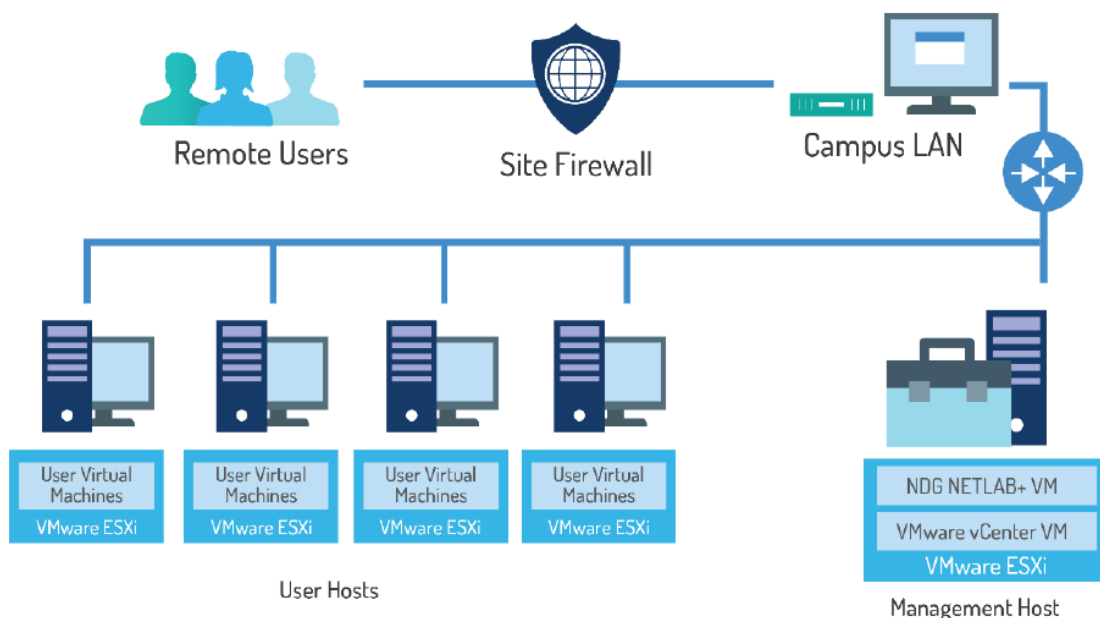 Remote Users
Site Firewall
Campus LAN
User Virtual
Machines
VMware ESXi
User Virtual
Machines
VMware ESXi
User Virtual
Machines
VMware ESXi
User Virtual
Machines
VMware ESXi
User Hosts
NDG NETLAB+ VM
VMware vCenter VM
VMware ESXi
Management Host